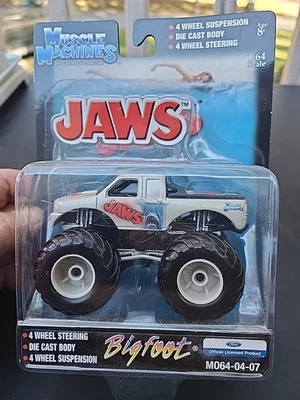 Muscle Machines
4 WHEEL SUSPENSION
DIE CAST BODY
4 WHEEL STEERING
Age
8+
1/64
Scale
JAWS
JAWS
4 WHEEL STEERING
DIE CAST BODY
4 WHEEL SUSPENSION
Bigfoot®
Ford
Official Licensed Product
MO64-04-07